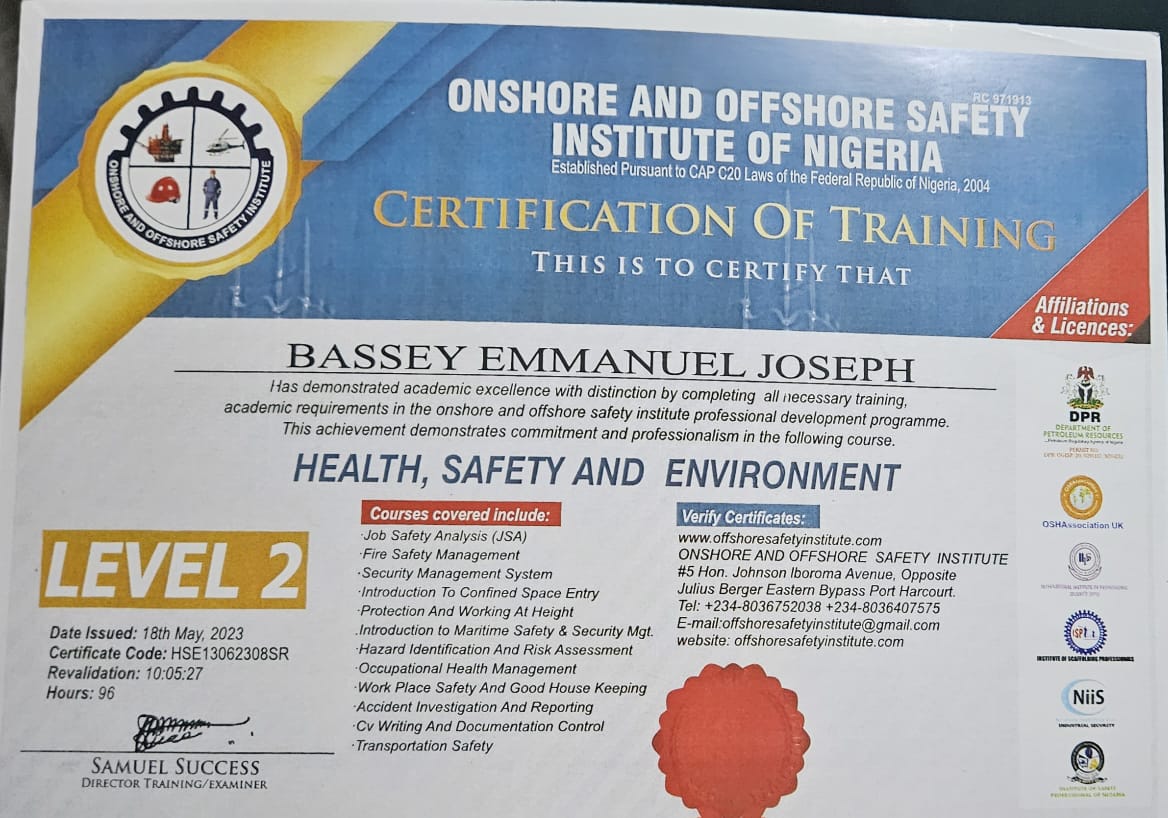 RC 971913
ONSHORE AND OFFSHORE SAFETY
INSTITUTE OF NIGERIA
Established Pursuant to CAP C20 Laws of the Federal Republic of Nigeria, 2004
CERTIFICATION OF TRAINING
THIS IS TO CERTIFY THAT
ONSHORE AND OFFSHORE SAFETY INSTITUTE
Affiliations
& Licences:
BASSEY EMMANUEL JOSEPH
Has demonstrated academic excellence with distinction by completing all necessary training,
academic requirements in the onshore and offshore safety institute professional development programme.
This achievement demonstrates commitment and professionalism in the following course.
HEALTH, SAFETY AND ENVIRONMENT
LEVEL 2
Date Issued: 18th May, 2023
Certificate Code: HSE13062308SR
Revalidation: 10:05:27
Hours: 96
SAMUEL SUCCESS
DIRECTOR TRAINING/EXAMINER
Courses covered include:
·Job Safety Analysis (JSA)
·Fire Safety Management
·Security Management System
·Introduction To Confined Space Entry
·Protection And Working At Height
.Introduction to Maritime Safety & Security Mgt.
·Hazard Identification And Risk Assessment
·Occupational Health Management
·Work Place Safety And Good House Keeping
·Accident Investigation And Reporting
·Cv Writing And Documentation Control
·Transportation Safety
Verify Certificates:
www.offshoresafetyinstitute.com
ONSHORE AND OFFSHORE SAFETY INSTITUTE
#5 Hon. Johnson Iboroma Avenue, Opposite
Julius Berger Eastern Bypass Port Harcourt.
Tel: +234-8036752038 +234-8036407575
E-mail:offshoresafetyinstitute@gmail.com
website: offshoresafetyinstitute.com
DPR
DEPARTMENT OF
PETROLEUM RESOURCES
OSHAssociation UK
INSTITUTE OF SCAFFOLDING PROFESSIONALS
NiiS
INDUSTRIAL SECURITY
INSTITUTE OF SAFETY
PROFESSIONAL OF NIGERIA